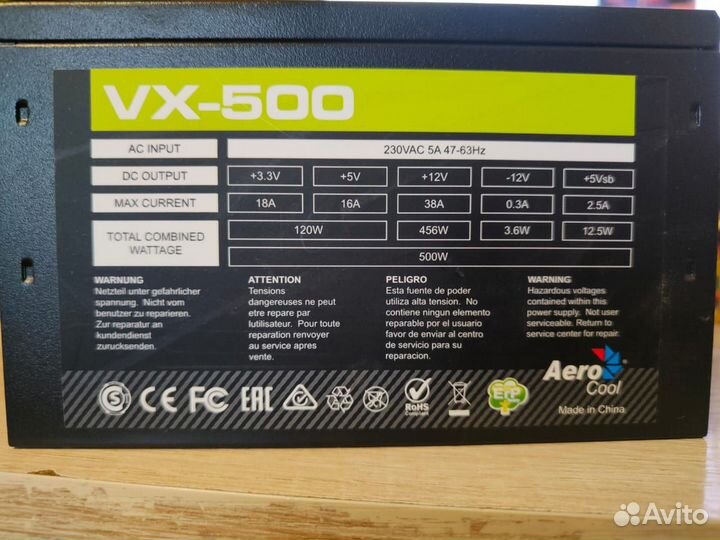 VX-500
AC INPUT 230VAC 5A 47-63Hz
DC OUTPUT +3.3V +5V +12V -12V +5Vsb
MAX CURRENT 18A 16A 38A 0.3A 2.5A
TOTAL COMBINED WATTAGE 120W 456W 3.6W 12.5W
500W
WARNUNG
Netzteil unter gefahrlicher
spannung. Nicht vom
benutzer zu reparieren.
Zur reparatur an
kundendienst
zurucksenden.
ATTENTION
Tensions
dangereuses ne peut
etre repare par
lutilisateur. Pour toute
reparation renvoyer
au service apres
vente.
PELIGRO
Esta fuente de poder
utiliza alta tension. No
contiene ningun elemento
reparable por el usuario
favor de enviar al centro
de servicio para su
reparacion.
WARNING
Hazardous voltages
contained within this
power supply. Not user
serviceable. Return to
service center for repair.
S CE FC EAC RoHS
Compliant
ErP
Aero
Cool
Made in China
Avito